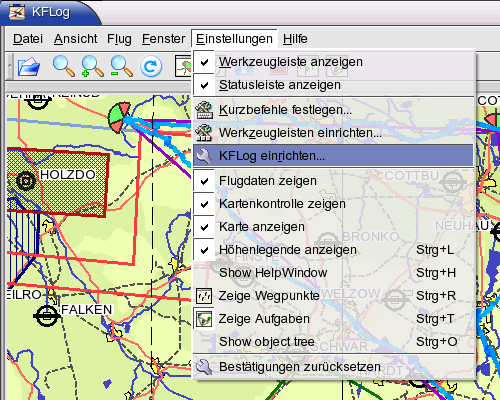 KFLog
Datei Ansicht Flug Fenster Einstellungen Hilfe
Werkzeugleiste anzeigen
Statusleiste anzeigen
Kurzbefehle festlegen...
Werkzeugleisten einrichten...
KFLog einrichten...
Flugdaten zeigen
Kartenkontrolle zeigen
Karte anzeigen
Höhenlegende anzeigen Strg+L
Show HelpWindow Strg+H
Zeige Wegpunkte Strg+R
Zeige Aufgaben Strg+T
Show object tree Strg+O
Bestätigungen zurücksetzen
HOLZDO
COTTBU
NEUHAU
BRONKO
WELZOW
EILRO
FALKEN